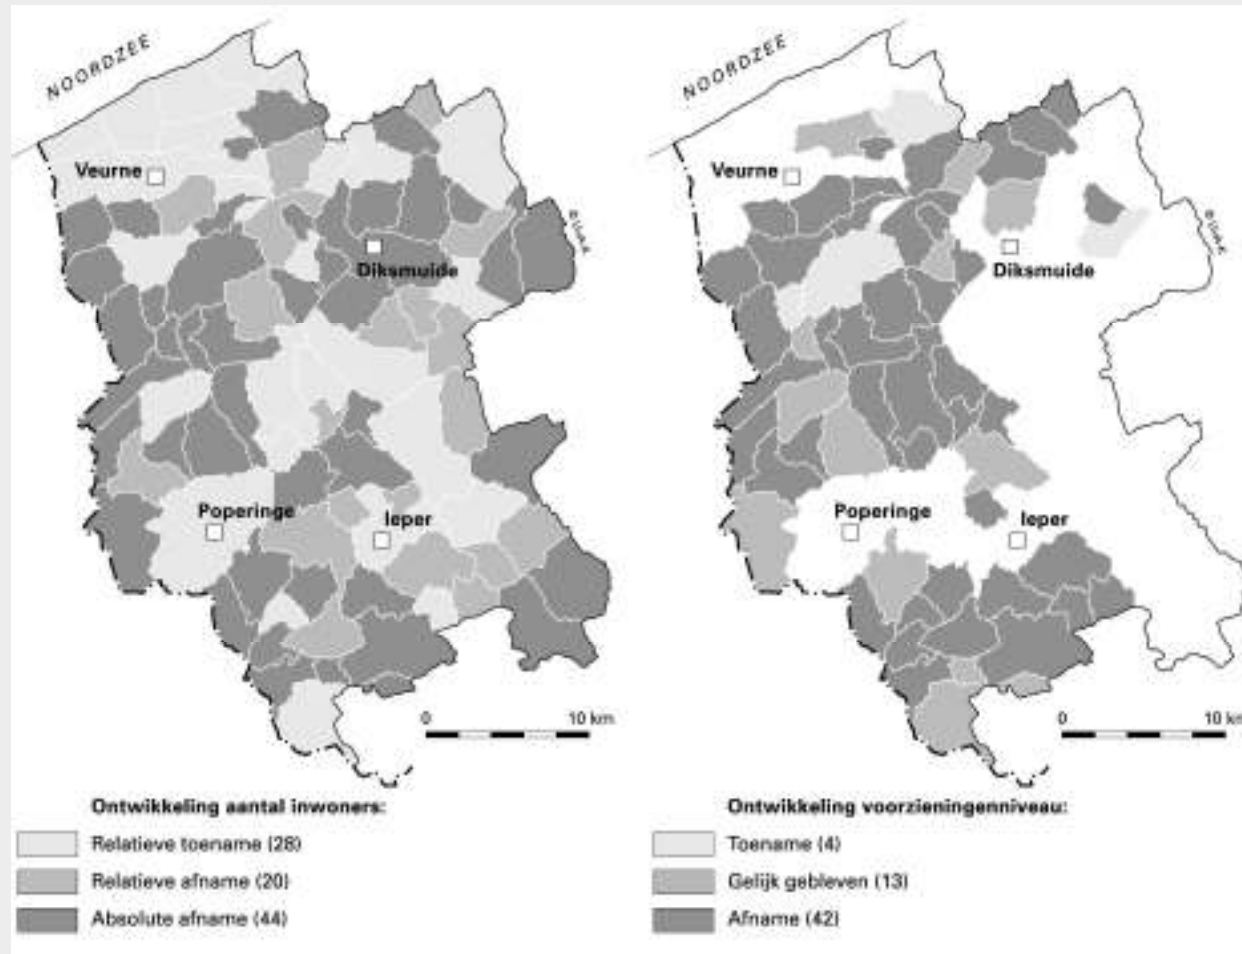 NOORDZEE
Veurne
Diksmuide
Poperinge
Ieper
0 10 km
Ontwikkeling aantal inwoners:
Relatieve toename (28)
Relatieve afname (20)
Absolute afname (44)
NOORDZEE
Veurne
Diksmuide
Poperinge
Ieper
0 10 k
Ontwikkeling voorzieningenniveau:
Toename (4)
Gelijk gebleven (13)
Afname (42)